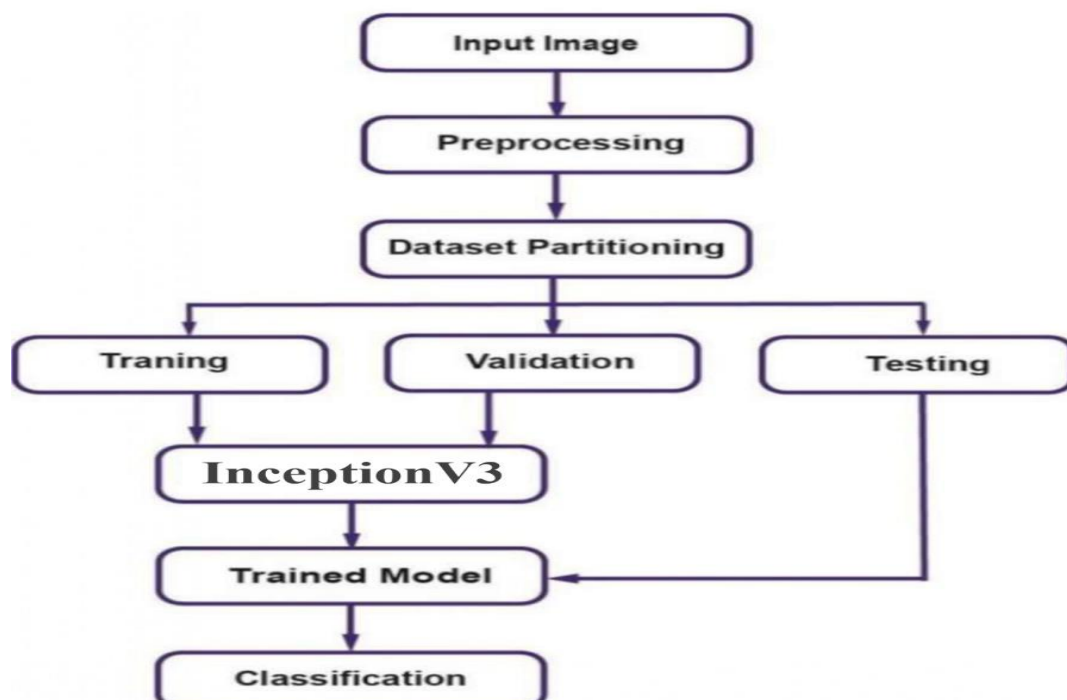 Input Image
Preprocessing
Dataset Partitioning
Traning
Validation
Testing
InceptionV3
Trained Model
Classification